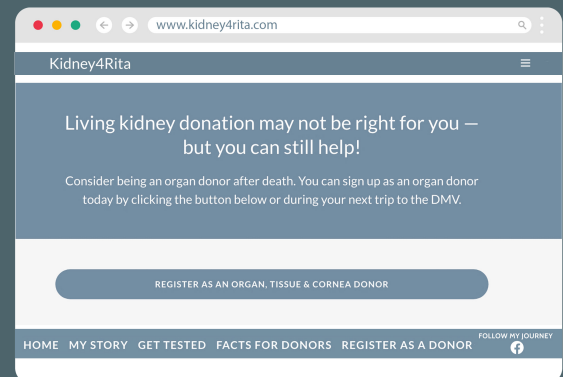 www.kidney4rita.com
Kidney4Rita
Living kidney donation may not be right for you —
but you can still help!
Consider being an organ donor after death. You can sign up as an organ donor
today by clicking the button below or during your next trip to the DMV.
REGISTER AS AN ORGAN, TISSUE & CORNEA DONOR
FOLLOW MY JOURNEY
HOME MY STORY GET TESTED FACTS FOR DONORS REGISTER AS A DONOR